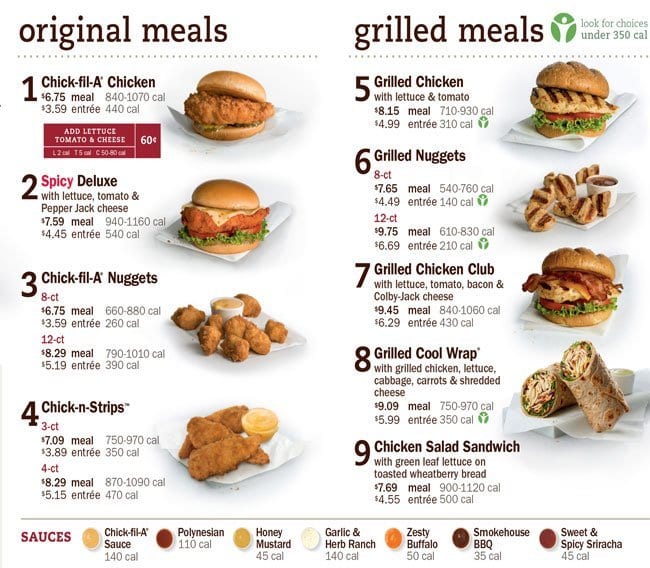 original meals
1 Chick-fil-A® Chicken
$6.75 meal 840-1070 cal
$3.59 entrée 440 cal
ADD LETTUCE
TOMATO & CHEESE 60¢
L 2 cal T 5 cal C 50-80 cal
2 Spicy Deluxe
with lettuce, tomato &
Pepper Jack cheese
$7.59 meal 940-1160 cal
$4.45 entrée 540 cal
3 Chick-fil-A® Nuggets
8-ct
$6.75 meal 660-880 cal
$3.59 entrée 260 cal
12-ct
$8.29 meal 790-1010 cal
$5.19 entrée 390 cal
4 Chick-n-Strips™
3-ct
$7.09 meal 750-970 cal
$3.89 entrée 350 cal
4-ct
$8.29 meal 870-1090 cal
$5.15 entrée 470 cal
grilled meals
look for choices
under 350 cal
5 Grilled Chicken
with lettuce & tomato
$8.15 meal 710-930 cal
$4.99 entrée 310 cal
6 Grilled Nuggets
8-ct
$7.65 meal 540-760 cal
$4.49 entrée 140 cal
12-ct
$9.75 meal 610-830 cal
$6.69 entrée 210 cal
7 Grilled Chicken Club
with lettuce, tomato, bacon &
Colby-Jack cheese
$9.45 meal 840-1060 cal
$6.29 entrée 430 cal
8 Grilled Cool Wrap®
with grilled chicken, lettuce,
cabbage, carrots & shredded
cheese
$9.09 meal 750-970 cal
$5.99 entrée 350 cal
9 Chicken Salad Sandwich
with green leaf lettuce on
toasted wheatberry bread
$7.69 meal 900-1120 cal
$4.55 entrée 500 cal
SAUCES
Chick-fil-A®
Sauce
140 cal
Polynesian
110 cal
Honey
Mustard
45 cal
Garlic &
Herb Ranch
140 cal
Zesty
Buffalo
50 cal
Smokehouse
BBQ
35 cal
Sweet &
Spicy Sriracha
45 cal